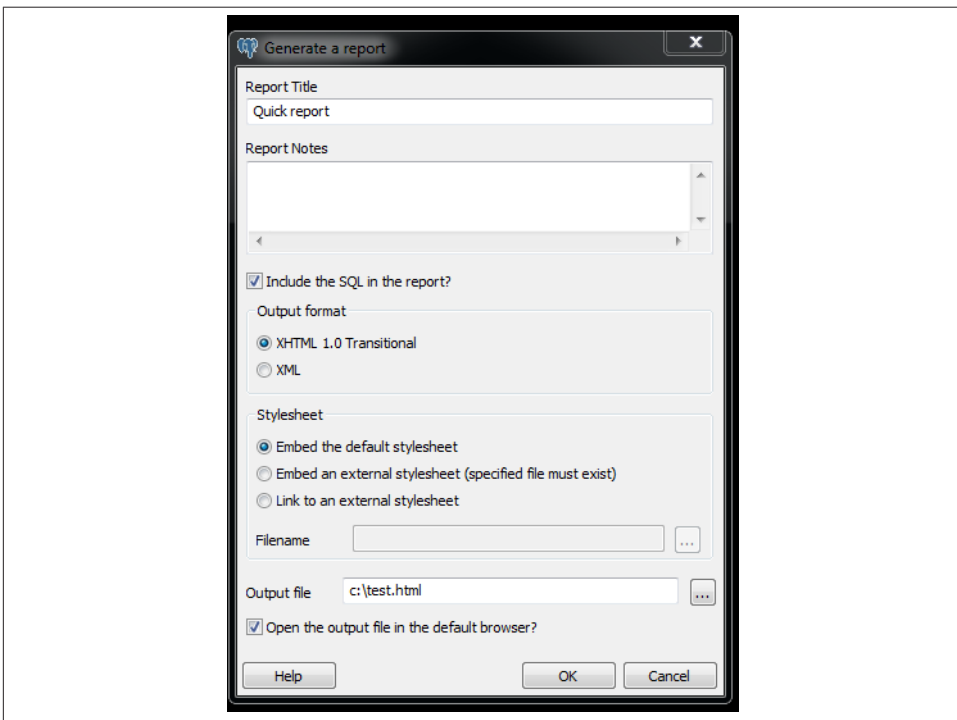 Generate a report
x
Report Title
Quick report
Report Notes
Include the SQL in the report?
Output format
XHTML 1.0 Transitional
XML
Stylesheet
Embed the default stylesheet
Embed an external stylesheet (specified file must exist)
Link to an external stylesheet
Filename ...
Output file c:\test.html ...
Open the output file in the default browser?
Help OK Cancel